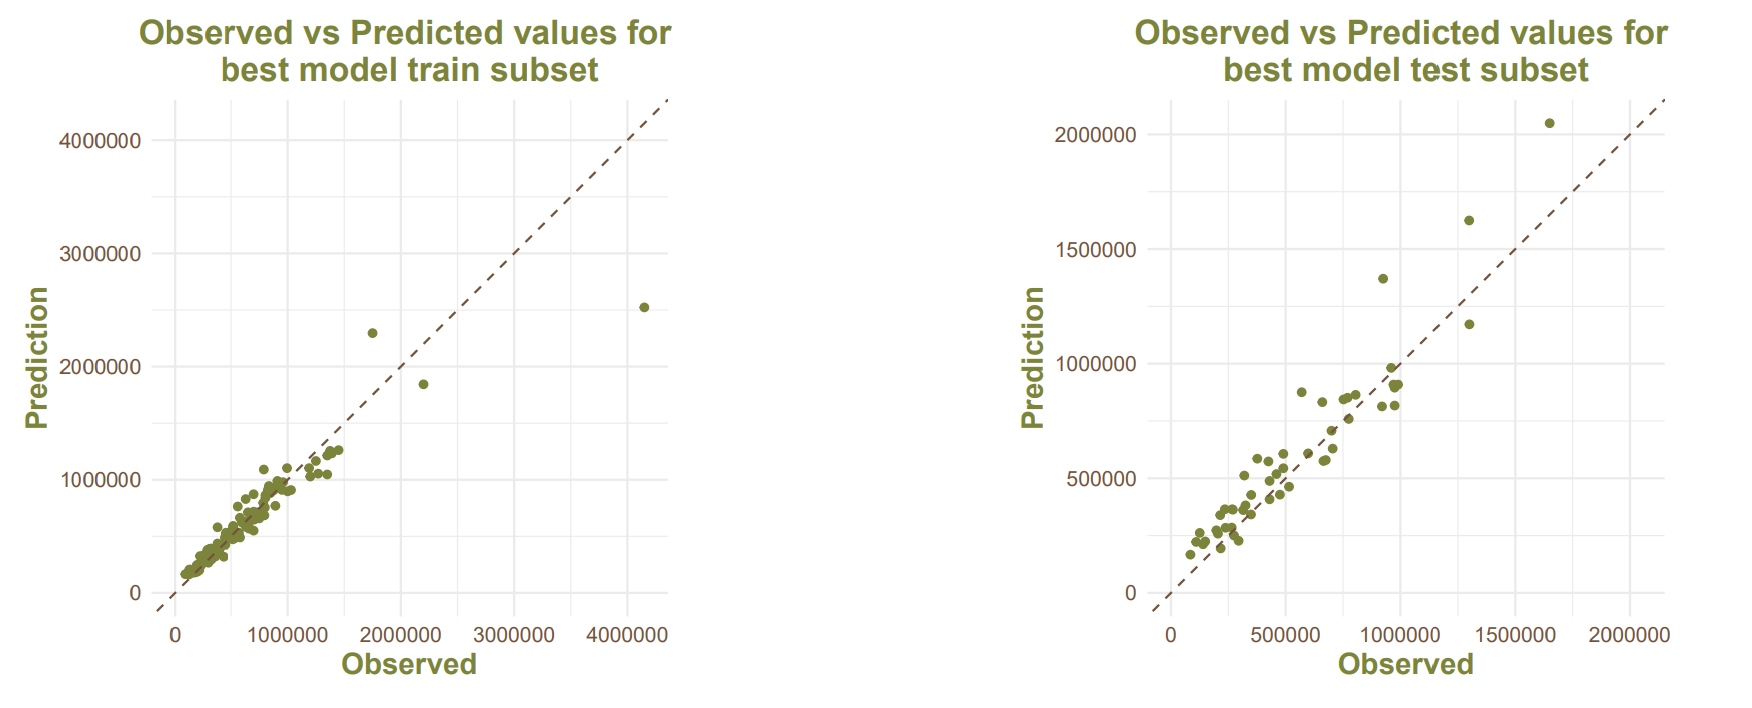 Observed vs Predicted values for
best model train subset
4000000
3000000
2000000
1000000
0
Prediction
0 1000000 2000000 3000000 4000000
Observed
Observed vs Predicted values for
best model test subset
2000000
1500000
1000000
500000
0
Prediction
0 500000 1000000 1500000 2000000
Observed